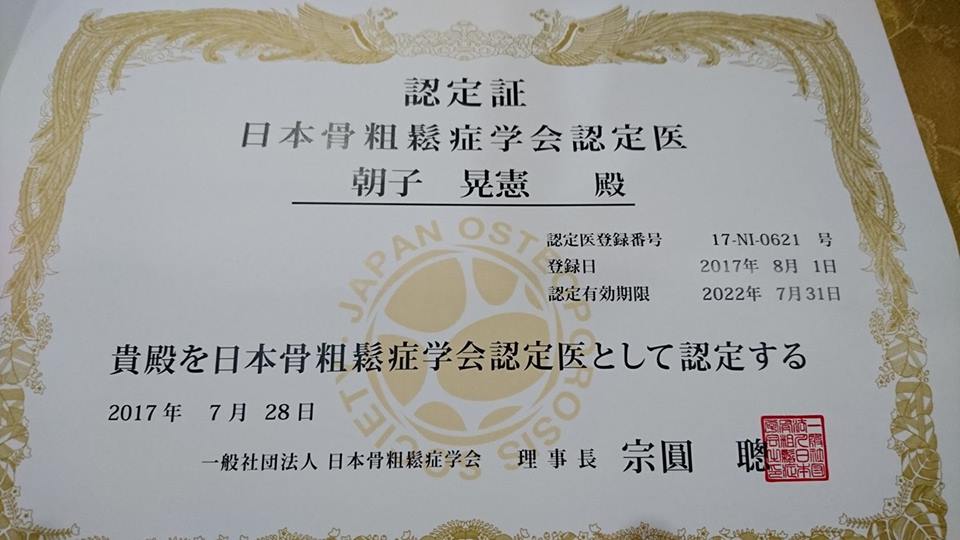 認定証
日本骨粗鬆症学会認定医
朝子 晃憲 殿
認定医登録番号 17-NI-0621 号
登録日 2017年 8月 1日
認定有効期限 2022年 7月31日
JAPAN OSTEOPOROSIS SOCIETY
貴殿を日本骨粗鬆症学会認定医として認定する
2017年 7月 28日
一般社団法人 日本骨粗鬆症学会 理事長 宗圓 聰